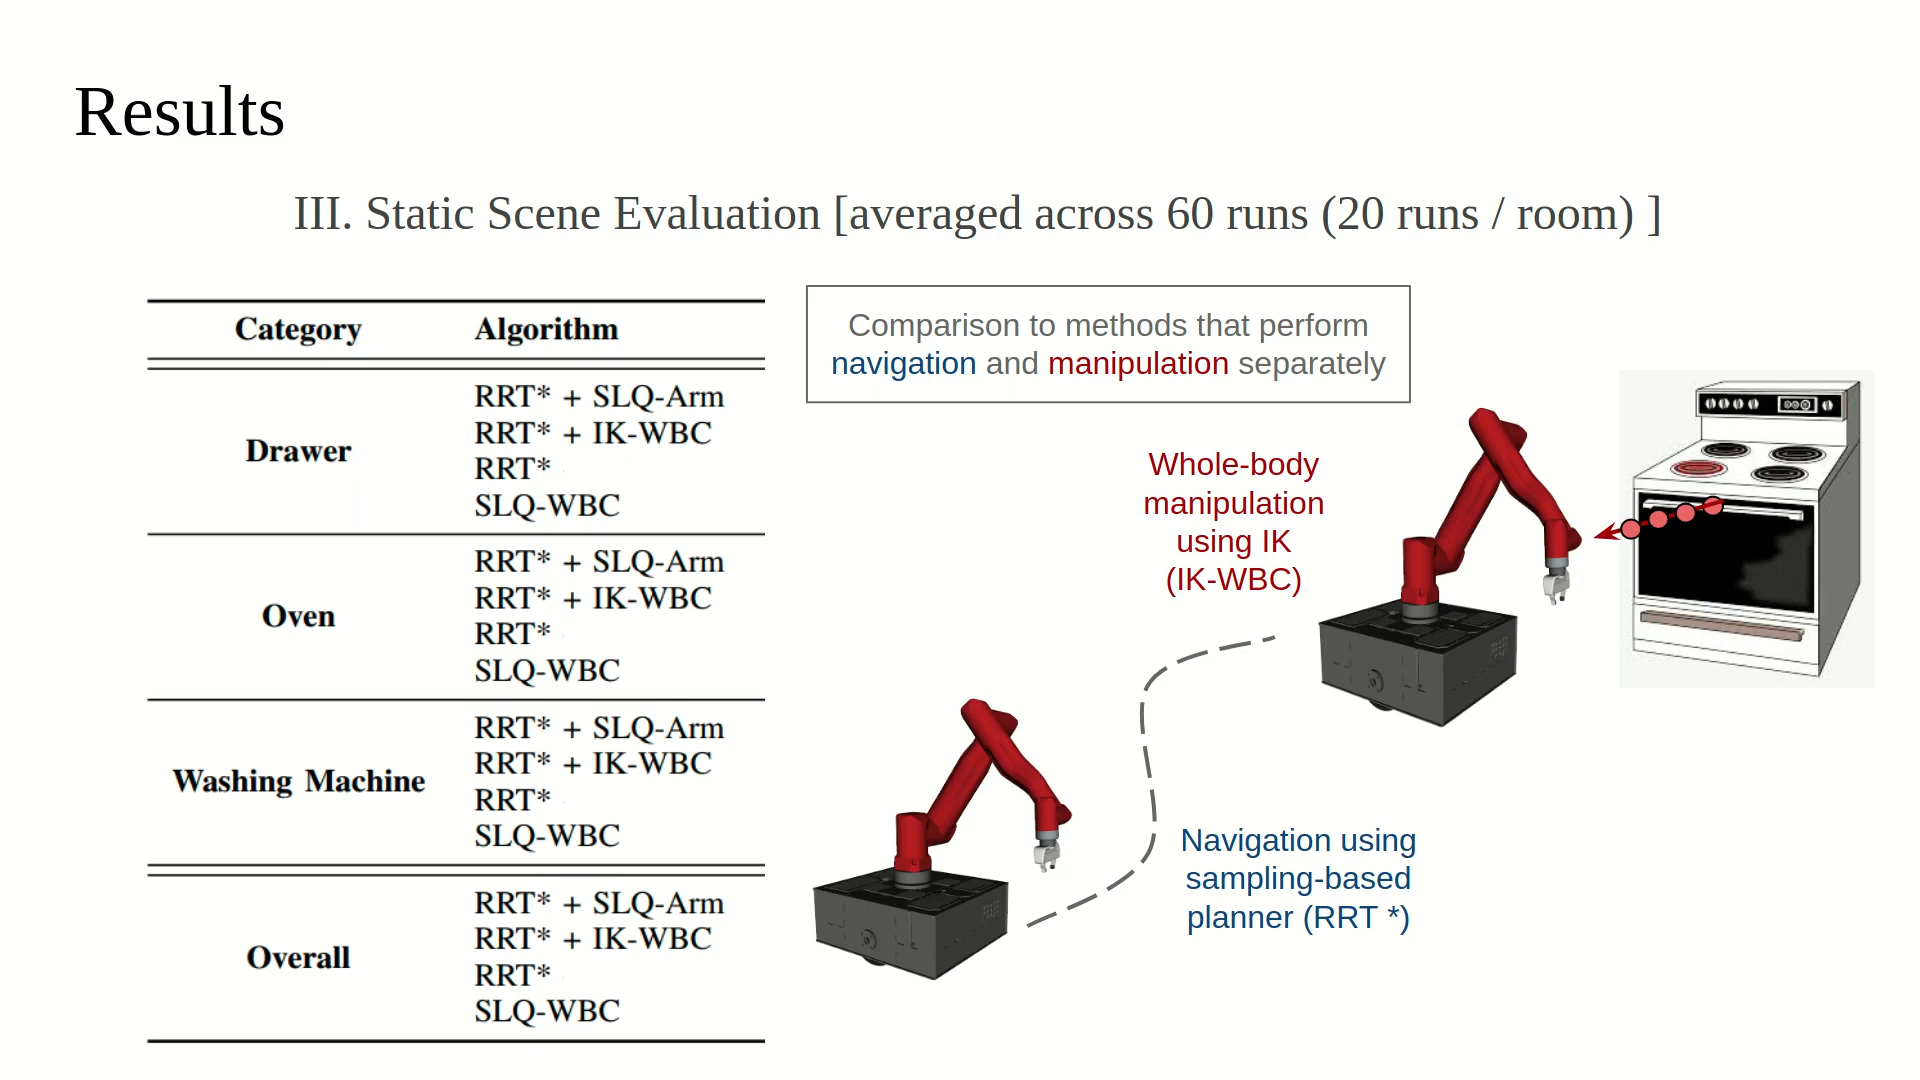 Results
III. Static Scene Evaluation [averaged across 60 runs (20 runs / room) ]
Category Algorithm
Drawer
RRT* + SLQ-Arm
RRT* + IK-WBC
RRT*
SLQ-WBC
Oven
RRT* + SLQ-Arm
RRT* + IK-WBC
RRT*
SLQ-WBC
Washing Machine
RRT* + SLQ-Arm
RRT* + IK-WBC
RRT*
SLQ-WBC
Overall
RRT* + SLQ-Arm
RRT* + IK-WBC
RRT*
SLQ-WBC
Comparison to methods that perform
navigation and manipulation separately
Whole-body
manipulation
using IK
(IK-WBC)
Navigation using
sampling-based
planner (RRT *)